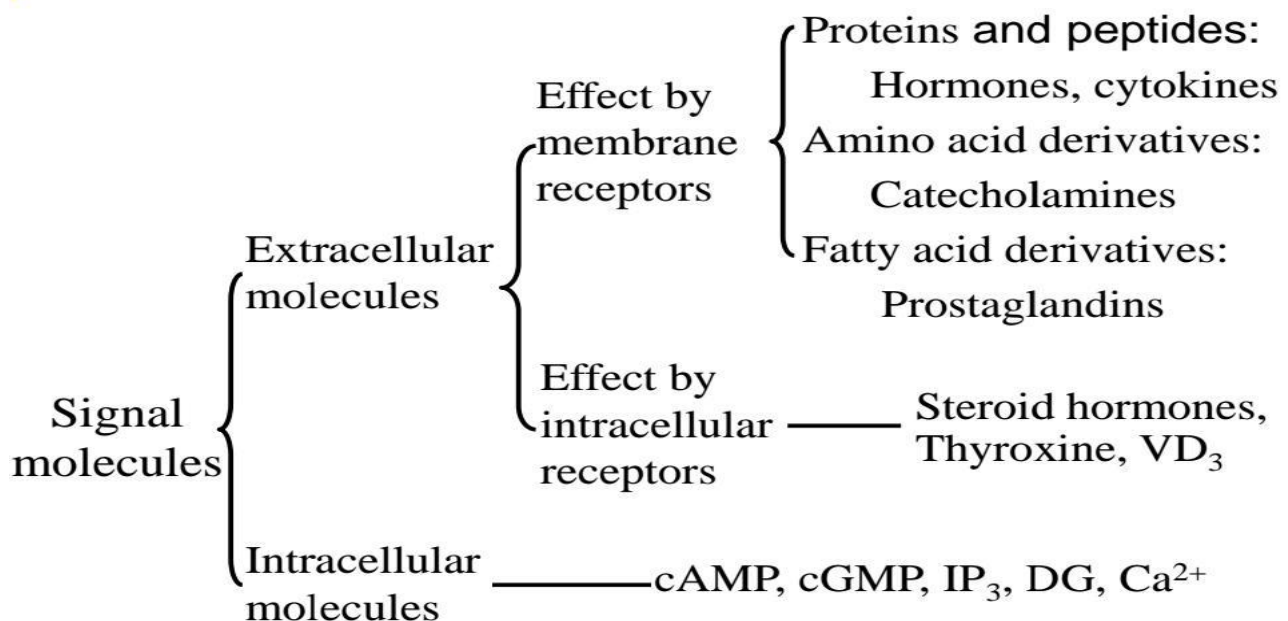 Signal
molecules
Extracellular
molecules
Effect by
membrane
receptors
Proteins and peptides:
Hormones, cytokines
Amino acid derivatives:
Catecholamines
Fatty acid derivatives:
Prostaglandins
Effect by
intracellular
receptors
Steroid hormones,
Thyroxine, VD₃
Intracellular
molecules
cAMP, cGMP, IP₃, DG, Ca²⁺